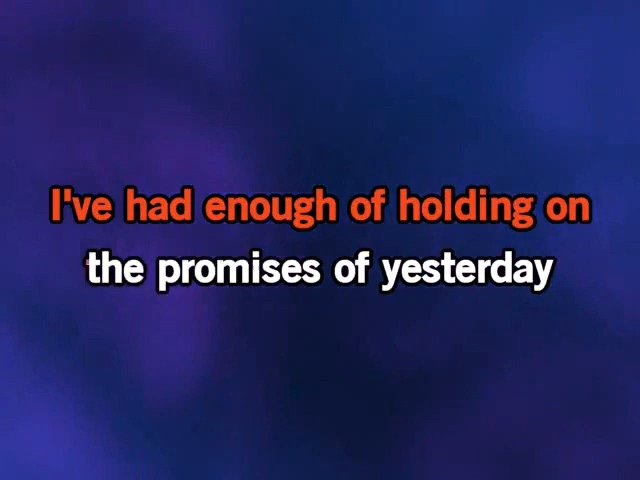 I've had enough of holding on
the promises of yesterday